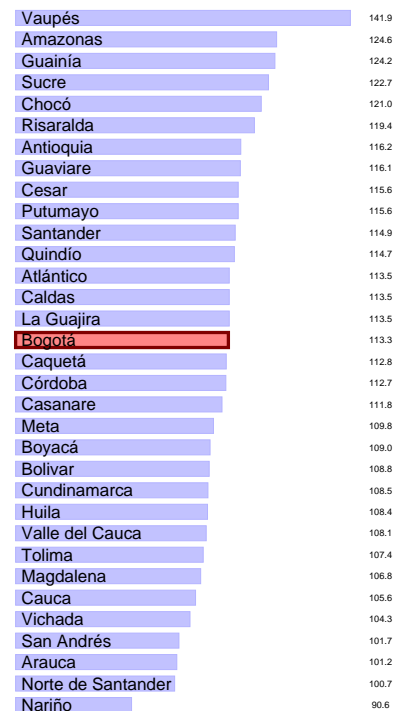 Vaupés 141.9
Amazonas 124.6
Guainía 124.2
Sucre 122.7
Chocó 121.0
Risaralda 119.4
Antioquia 116.2
Guaviare 116.1
Cesar 115.6
Putumayo 115.6
Santander 114.9
Quindío 114.7
Atlántico 113.5
Caldas 113.5
La Guajira 113.5
Bogotá 113.3
Caquetá 112.8
Córdoba 112.7
Casanare 111.8
Meta 109.8
Boyacá 109.0
Bolivar 108.8
Cundinamarca 108.5
Huila 108.4
Valle del Cauca 108.1
Tolima 107.4
Magdalena 106.8
Cauca 105.6
Vichada 104.3
San Andrés 101.7
Arauca 101.2
Norte de Santander 100.7
Nariño 90.6